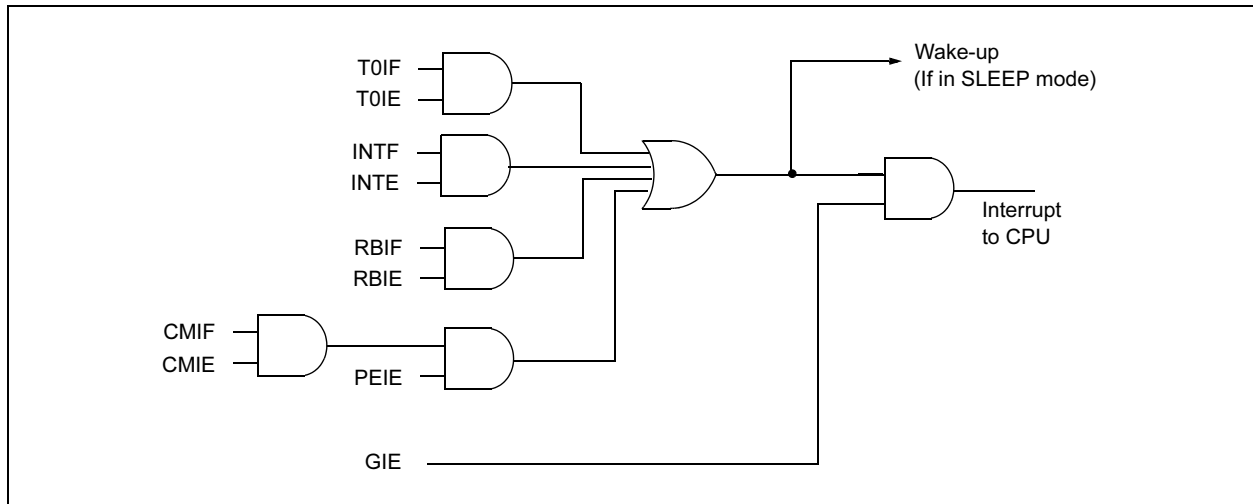 T0IF
T0IE
INTF
INTE
RBIF
RBIE
CMIF
CMIE
PEIE
GIE
Wake-up
(If in SLEEP mode)
Interrupt
to CPU